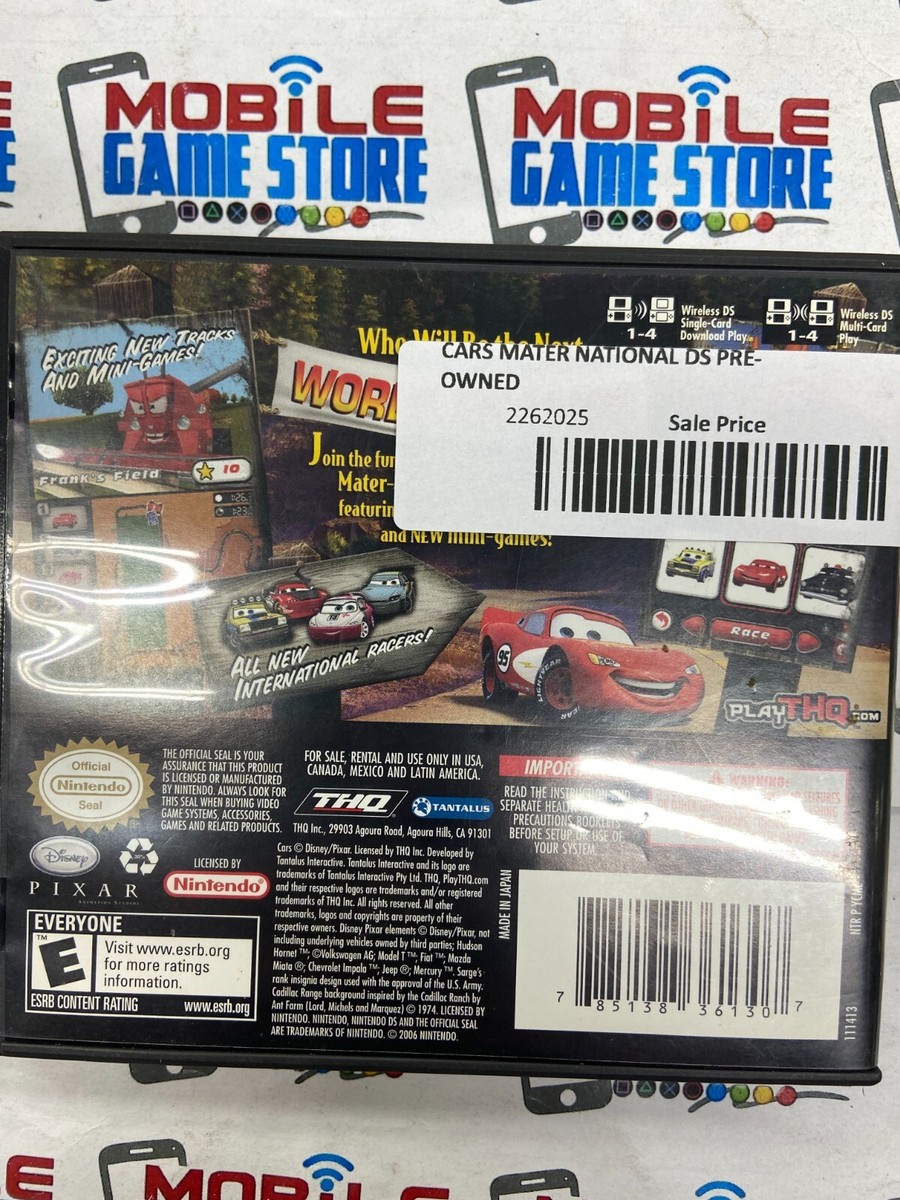 MOBILE
GAME STORE
MOBILE
GAME STORE
Wireless DS
Single-Card
Download Play
1-4
Wireless DS
Multi-Card
Play
1-4
EXCITING NEW TRACKS
AND MINI-GAMES!
Frank's Field
10
Who Will Be the Next
CARS MATER NATIONAL DS PRE-
OWNED
2262025
Sale Price
Join the fun
Mater-
and NEW mini-games!
ALL NEW
INTERNATIONAL RACERS!
95
LIGHTYEAR
Race
PLAYTHQ.COM
Official
Nintendo
Seal
THE OFFICIAL SEAL IS YOUR
ASSURANCE THAT THIS PRODUCT
IS LICENSED OR MANUFACTURED
BY NINTENDO. ALWAYS LOOK FOR
THIS SEAL WHEN BUYING VIDEO
GAME SYSTEMS, ACCESSORIES,
GAMES AND RELATED PRODUCTS.
Disney
PIXAR
ANIMATION STUDIOS
LICENSED BY
Nintendo
EVERYONE
E
Visit www.esrb.org
for more ratings
information.
ESRB CONTENT RATING www.esrb.org
FOR SALE, RENTAL AND USE ONLY IN USA,
CANADA, MEXICO AND LATIN AMERICA.
THQ
TANTALUS
THQ Inc., 29903 Agoura Road, Agoura Hills, CA 91301
Cars © Disney/Pixar. Licensed by THQ Inc. Developed by
Tantalus Interactive. Tantalus Interactive and its logo are
trademarks of Tantalus Interactive Pty Ltd. THQ, PlayTHQ.com
and their respective logos are trademarks and/or registered
trademarks of THQ Inc. All rights reserved. All other
trademarks, logos and copyrights are property of their
respective owners. Disney Pixar elements © Disney/Pixar, not
including underlying vehicles owned by third parties; Hudson
Hornet ™; ©Volkswagen AG; Model T ™; Fiat ™; Mazda
Miata ®; Chevrolet Impala ™; Jeep ®; Mercury ™. Sarge's
rank insignia design used with the approval of the U.S. Army.
Cadillac Range background inspired by the Cadillac Ranch by
Ant Farm (Lord, Michels and Marquez) © 1974. LICENSED BY
NINTENDO. NINTENDO, NINTENDO DS AND THE OFFICIAL SEAL
ARE TRADEMARKS OF NINTENDO. © 2006 NINTENDO.
READ THE INSTRUCTION AND
SEPARATE HEALTH
PRECAUTIONS BOOKLET
BEFORE SETUP OR USE OF
YOUR SYSTEM.
WARNING:
MADE IN JAPAN
7 85138 36130 7
111413
MOBILE
MOBILE